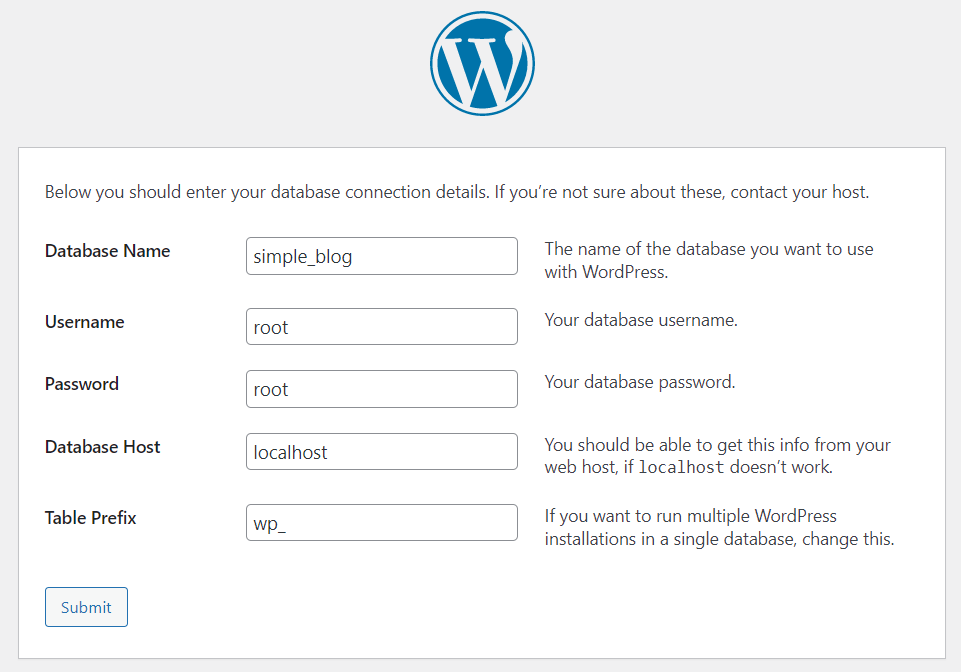 Below you should enter your database connection details. If you’re not sure about these, contact your host.
Database Name
simple_blog
The name of the database you want to use
with WordPress.
Username
root
Your database username.
Password
root
Your database password.
Database Host
localhost
You should be able to get this info from your
web host, if localhost doesn’t work.
Table Prefix
wp_
If you want to run multiple WordPress
installations in a single database, change this.
Submit